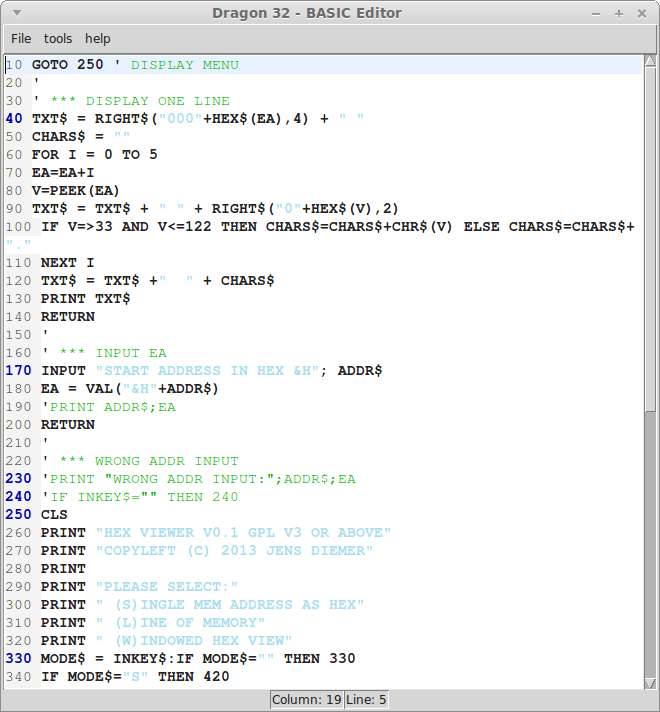 Dragon 32 - BASIC Editor
File tools help
10 GOTO 250 ' DISPLAY MENU
20 '
30 ' *** DISPLAY ONE LINE
40 TXT$ = RIGHT$("000"+HEX$(EA),4) + " "
50 CHARS$ = ""
60 FOR I = 0 TO 5
70 EA=EA+I
80 V=PEEK(EA)
90 TXT$ = TXT$ + " " + RIGHT$("0"+HEX$(V),2)
100 IF V=>33 AND V<=122 THEN CHARS$=CHARS$+CHR$(V) ELSE CHARS$=CHARS$+
"."
110 NEXT I
120 TXT$ = TXT$ +"  " + CHARS$
130 PRINT TXT$
140 RETURN
150 '
160 ' *** INPUT EA
170 INPUT "START ADDRESS IN HEX &H"; ADDR$
180 EA = VAL("&H"+ADDR$)
190 'PRINT ADDR$;EA
200 RETURN
210 '
220 ' *** WRONG ADDR INPUT
230 'PRINT "WRONG ADDR INPUT:";ADDR$;EA
240 'IF INKEY$="" THEN 240
250 CLS
260 PRINT "HEX VIEWER V0.1 GPL V3 OR ABOVE"
270 PRINT "COPYLEFT (C) 2013 JENS DIEMER"
280 PRINT
290 PRINT "PLEASE SELECT:"
300 PRINT " (S)INGLE MEM ADDRESS AS HEX"
310 PRINT " (L)INE OF MEMORY"
320 PRINT " (W)INDOWED HEX VIEW"
330 MODE$ = INKEY$:IF MODE$="" THEN 330
340 IF MODE$="S" THEN 420
Column: 19 Line: 5